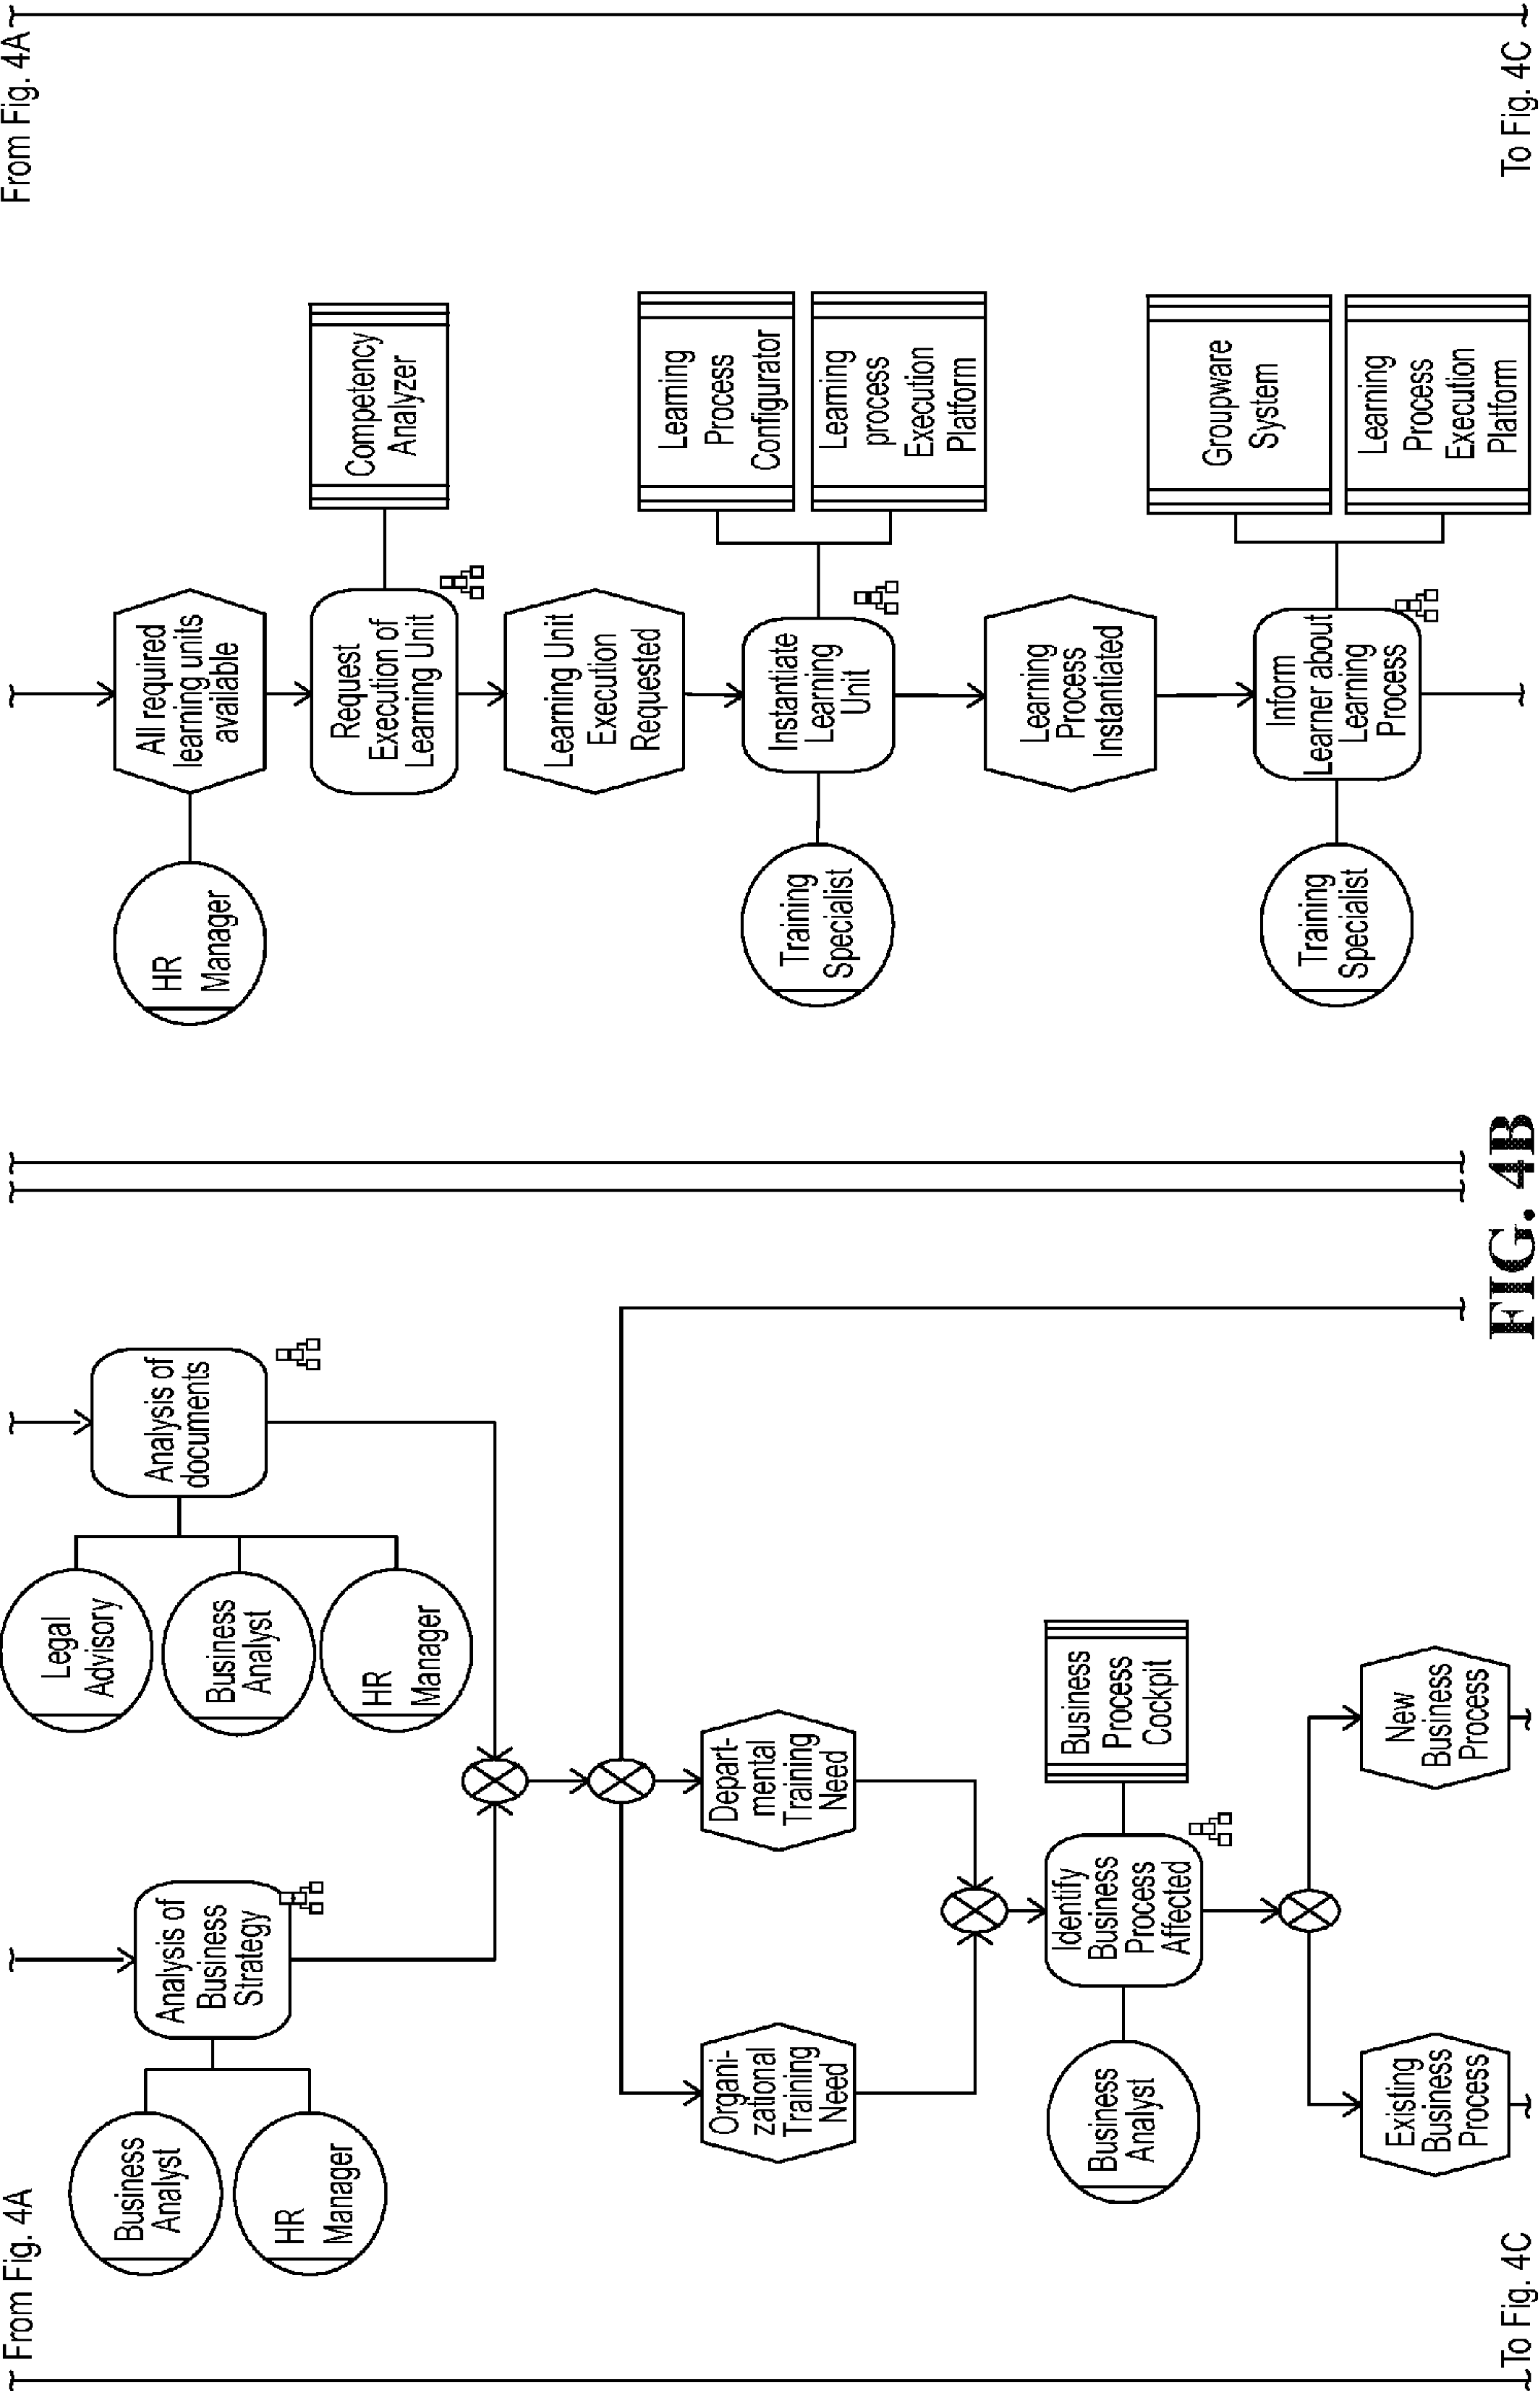 From Fig. 4A
Business
Analyst
HR
Manager
Analysis of
Business
Strategy
Legal
Advisory
Business
Analyst
HR
Manager
Analysis of
documents
Organi-
zational
Training
Need
Depart-
mental
Training
Need
Business
Analyst
Identify
Business
Process
Affected
Business
Process
Cockpit
Existing
Business
Process
New
Business
Process
To Fig. 4C
From Fig. 4A
HR
Manager
All required
learning units
available
Request
Execution of
Learning Unit
Competency
Analyzer
Learning Unit
Execution
Requested
Training
Specialist
Instantiate
Learning
Unit
Learning
Process
Configurator
Learning
process
Execution
Platform
Learning
Process
Instantiated
Training
Specialist
Inform
Learner about
Learning
Process
Groupware
System
Learning
Process
Execution
Platform
To Fig. 4C
FIG. 4B